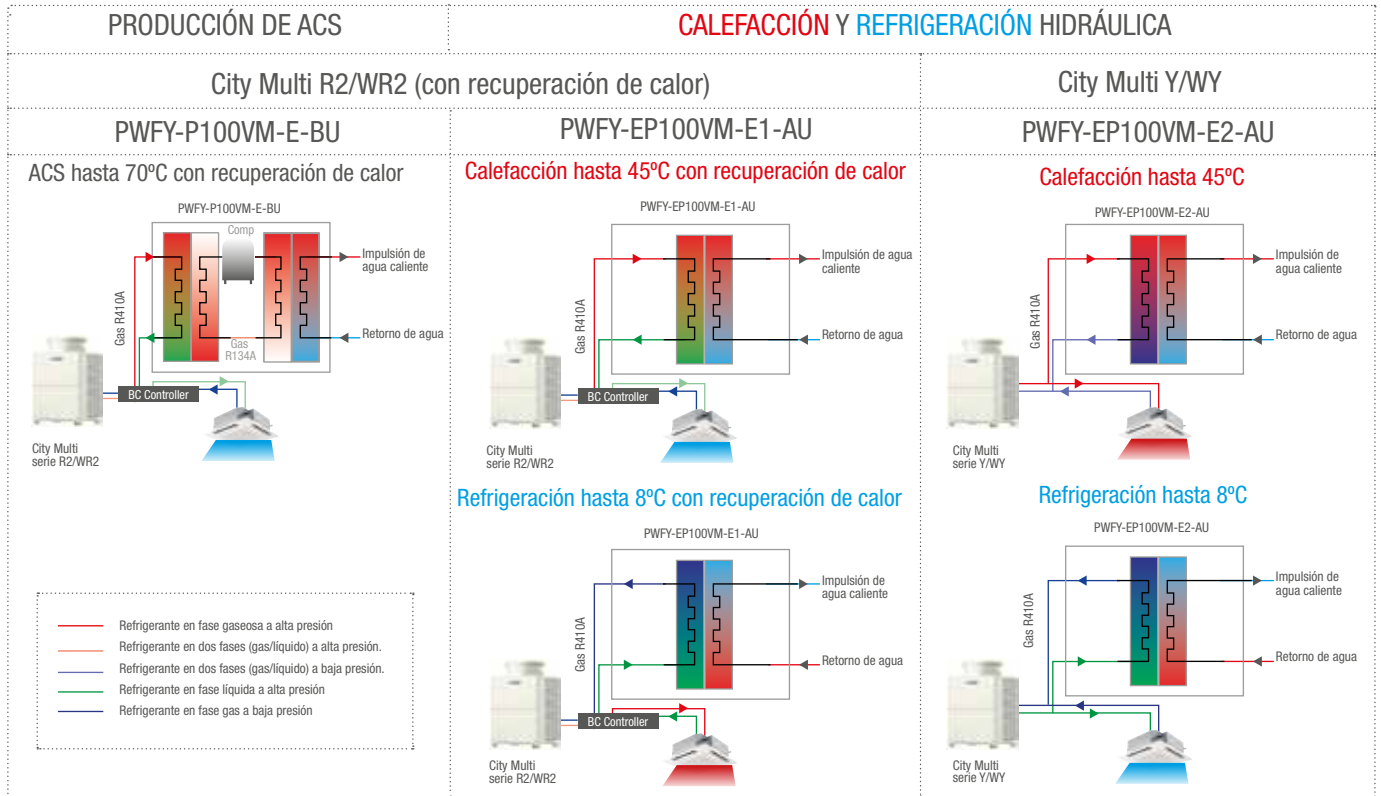 PRODUCCIÓN DE ACS
CALEFACCIÓN Y REFRIGERACIÓN HIDRÁULICA
City Multi R2/WR2 (con recuperación de calor)
City Multi Y/WY
PWFY-P100VM-E-BU
PWFY-EP100VM-E1-AU
PWFY-EP100VM-E2-AU
ACS hasta 70ºC con recuperación de calor
PWFY-P100VM-E-BU
Comp
Impulsión de
agua caliente
Gas R410A
Gas
R134A
Retorno de agua
BC Controller
City Multi
serie R2/WR2
Calefacción hasta 45ºC con recuperación de calor
PWFY-EP100VM-E1-AU
Impulsión de agua
caliente
Gas R410A
Retorno de agua
BC Controller
City Multi
serie R2/WR2
Calefacción hasta 45ºC
PWFY-EP100VM-E2-AU
Impulsión de
agua caliente
Gas R410A
Retorno de agua
City Multi
serie Y/WY
Refrigeración hasta 8ºC con recuperación de calor
PWFY-EP100VM-E1-AU
Impulsión de
agua caliente
Gas R410A
Retorno de agua
BC Controller
City Multi
serie R2/WR2
Refrigeración hasta 8ºC
PWFY-EP100VM-E2-AU
Impulsión de
agua caliente
Gas R410A
Retorno de agua
City Multi
serie Y/WY
Refrigerante en fase gaseosa a alta presión
Refrigerante en dos fases (gas/líquido) a alta presión.
Refrigerante en dos fases (gas/líquido) a baja presión.
Refrigerante en fase líquida a alta presión
Refrigerante en fase gas a baja presión